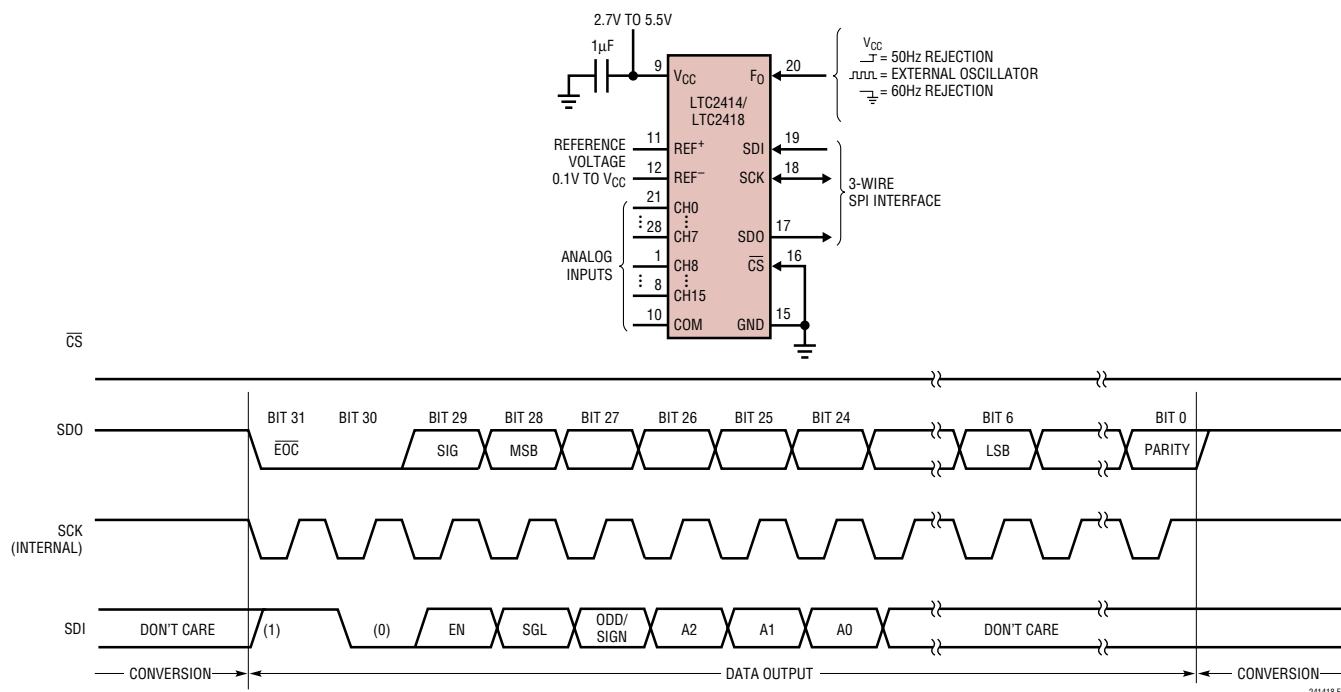 2.7V TO 5.5V
1µF
9 VCC
FO 20
VCC
= 50Hz REJECTION
= EXTERNAL OSCILLATOR
= 60Hz REJECTION
LTC2414/
LTC2418
REFERENCE
VOLTAGE
0.1V TO VCC
11 REF+
12 REF–
SDI 19
SCK 18
3-WIRE
SPI INTERFACE
21 CH0
28 CH7
SDO 17
ANALOG
INPUTS
1 CH8
8 CH15
CS 16
10 COM
GND 15
CS
BIT 31 BIT 30 BIT 29 BIT 28 BIT 27 BIT 26 BIT 25 BIT 24 BIT 6 BIT 0
SDO EOC SIG MSB LSB PARITY
SCK
(INTERNAL)
SDI DON'T CARE (1) (0) EN SGL ODD/
SIGN A2 A1 A0 DON'T CARE
CONVERSION DATA OUTPUT CONVERSION